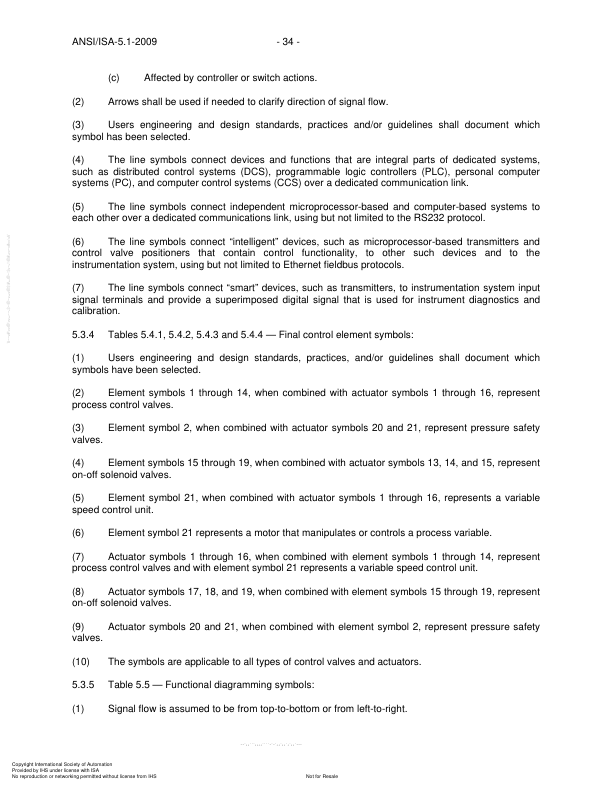 ANSI/ISA-5.1-2009 - 34 -
(c) Affected by controller or switch actions.
(2) Arrows shall be used if needed to clarify direction of signal flow.
(3) Users engineering and design standards, practices and/or guidelines shall document which
symbol has been selected.
(4) The line symbols connect devices and functions that are integral parts of dedicated systems,
such as distributed control systems (DCS), programmable logic controllers (PLC), personal computer
systems (PC), and computer control systems (CCS) over a dedicated communication link.
(5) The line symbols connect independent microprocessor-based and computer-based systems to
each other over a dedicated communications link, using but not limited to the RS232 protocol.
(6) The line symbols connect “intelligent” devices, such as microprocessor-based transmitters and
control valve positioners that contain control functionality, to other such devices and to the
instrumentation system, using but not limited to Ethernet fieldbus protocols.
(7) The line symbols connect “smart” devices, such as transmitters, to instrumentation system input
signal terminals and provide a superimposed digital signal that is used for instrument diagnostics and
calibration.
5.3.4 Tables 5.4.1, 5.4.2, 5.4.3 and 5.4.4 — Final control element symbols:
(1) Users engineering and design standards, practices, and/or guidelines shall document which
symbols have been selected.
(2) Element symbols 1 through 14, when combined with actuator symbols 1 through 16, represent
process control valves.
(3) Element symbol 2, when combined with actuator symbols 20 and 21, represent pressure safety
valves.
(4) Element symbols 15 through 19, when combined with actuator symbols 13, 14, and 15, represent
on-off solenoid valves.
(5) Element symbol 21, when combined with actuator symbols 1 through 16, represents a variable
speed control unit.
(6) Element symbol 21 represents a motor that manipulates or controls a process variable.
(7) Actuator symbols 1 through 16, when combined with element symbols 1 through 14, represent
process control valves and with element symbol 21 represents a variable speed control unit.
(8) Actuator symbols 17, 18, and 19, when combined with element symbols 15 through 19, represent
on-off solenoid valves.
(9) Actuator symbols 20 and 21, when combined with element symbol 2, represent pressure safety
valves.
(10) The symbols are applicable to all types of control valves and actuators.
5.3.5 Table 5.5 — Functional diagramming symbols:
(1) Signal flow is assumed to be from top-to-bottom or from left-to-right.
Copyright International Society of Automation
Provided by IHS under license with ISA
No reproduction or networking permitted without license from IHS Not for Resale